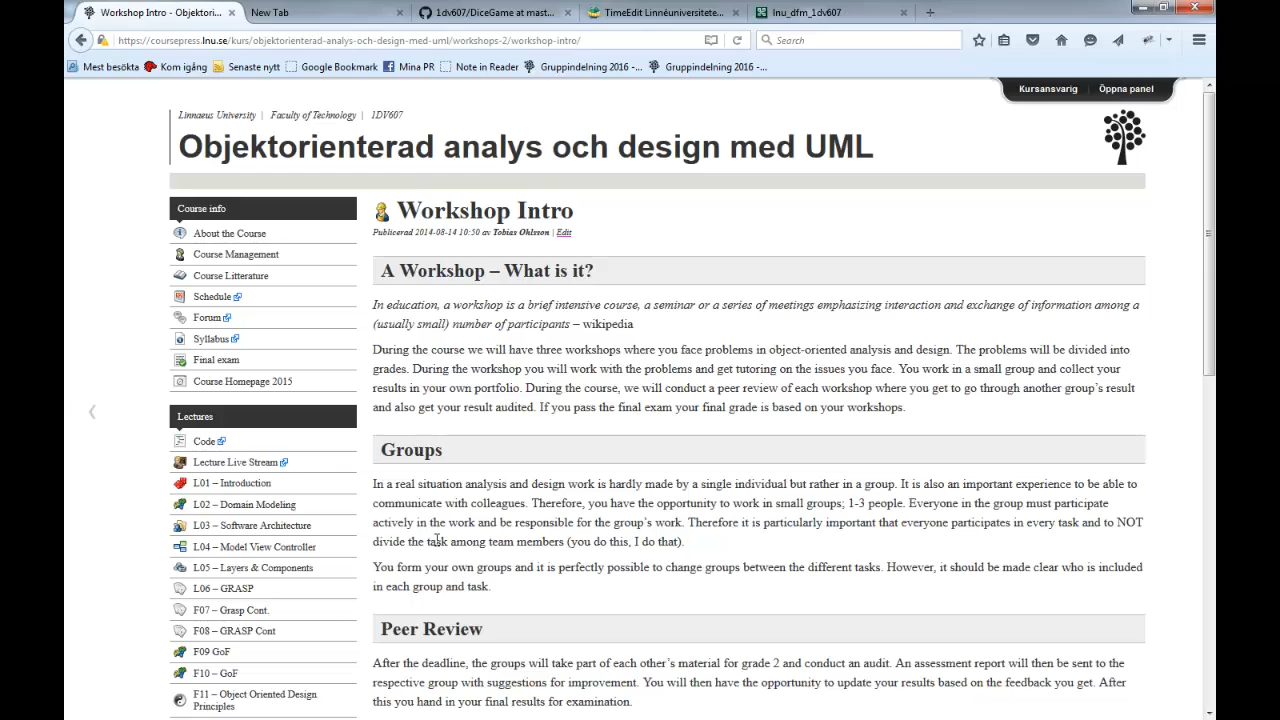 Workshop Intro - Objektori...
New Tab
1dv607/DiceGame at mast...
TimeEdit Linnéuniversitete...
lnu_dfm_1dv607
https://coursepress.lnu.se/kurs/objektorienterad-analys-och-design-med-uml/workshops-2/workshop-intro/
Search
Mest besökta
Kom igång
Senaste nytt
Google Bookmark
Mina PR
Note in Reader
Gruppindelning 2016 -...
Gruppindelning 2016 -...
Kursansvarig
Öppna panel
Linnaeus University | Faculty of Technology | 1DV607
Objektorienterad analys och design med UML
Course info
About the Course
Course Management
Course Litterature
Schedule
Forum
Syllabus
Final exam
Course Homepage 2015
Lectures
Code
Lecture Live Stream
L01 – Introduction
L02 – Domain Modeling
L03 – Software Architecture
L04 – Model View Controller
L05 – Layers & Components
L06 – GRASP
F07 – Grasp Cont.
F08 – GRASP Cont
F09 GoF
F10 – GoF
F11 – Object Oriented Design
Principles
Workshop Intro
Publicerad 2014-08-14 10:50 av Tobias Ohlsson | Edit
A Workshop – What is it?
In education, a workshop is a brief intensive course, a seminar or a series of meetings emphasizing interaction and exchange of information among a
(usually small) number of participants – wikipedia
During the course we will have three workshops where you face problems in object-oriented analysis and design. The problems will be divided into
grades. During the workshop you will work with the problems and get tutoring on the issues you face. You work in a small group and collect your
results in your own portfolio. During the course, we will conduct a peer review of each workshop where you get to go through another group's result
and also get your result audited. If you pass the final exam your final grade is based on your workshops.
Groups
In a real situation analysis and design work is hardly made by a single individual but rather in a group. It is also an important experience to be able to
communicate with colleagues. Therefore, you have the opportunity to work in small groups; 1-3 people. Everyone in the group must participate
actively in the work and be responsible for the group's work. Therefore it is particularly important that everyone participates in every task and to NOT
divide the task among team members (you do this, I do that).
You form your own groups and it is perfectly possible to change groups between the different tasks. However, it should be made clear who is included
in each group and task.
Peer Review
After the deadline, the groups will take part of each other's material for grade 2 and conduct an audit. An assessment report will then be sent to the
respective group with suggestions for improvement. You will then have the opportunity to update your results based on the feedback you get. After
this you hand in your final results for examination.